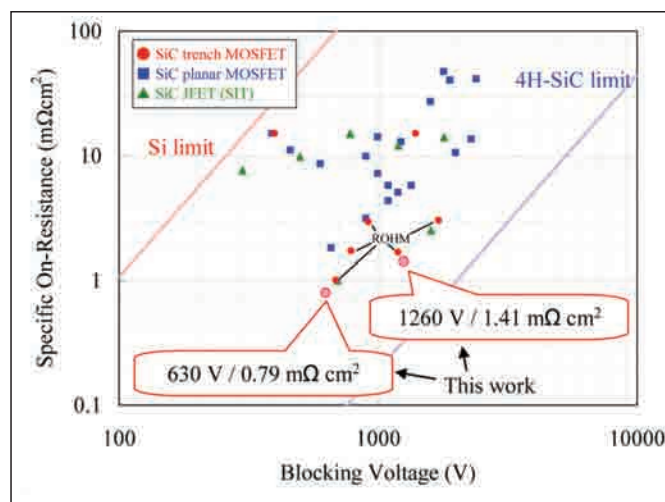 100
10
1
0.1
Specific On-Resistance (mΩcm²)
SiC trench MOSFET
SiC planar MOSFET
SiC JFET (SIT)
Si limit
4H-SiC limit
ROHM
1260 V / 1.41 mΩ cm²
630 V / 0.79 mΩ cm²
This work
100
1000
10000
Blocking Voltage (V)